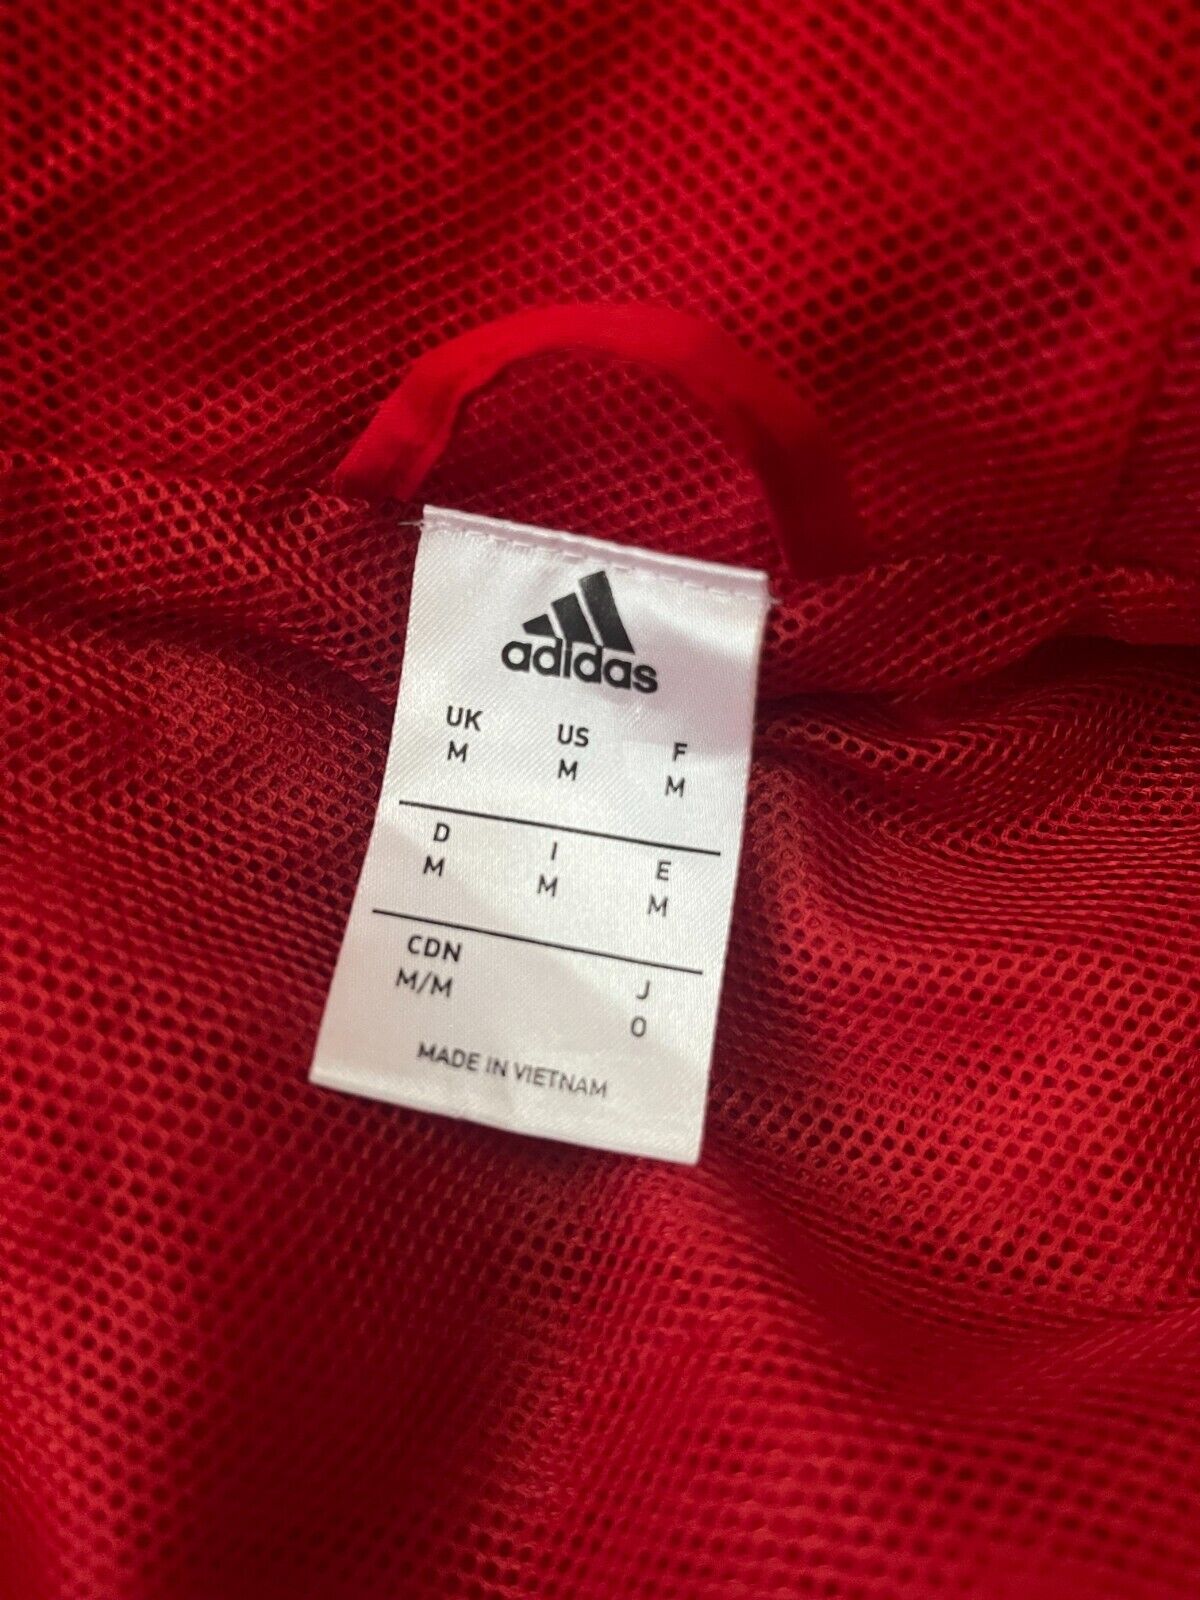 adidas
UK US F
M M M
D I E
M M M
CDN J
M/M O
MADE IN VIETNAM